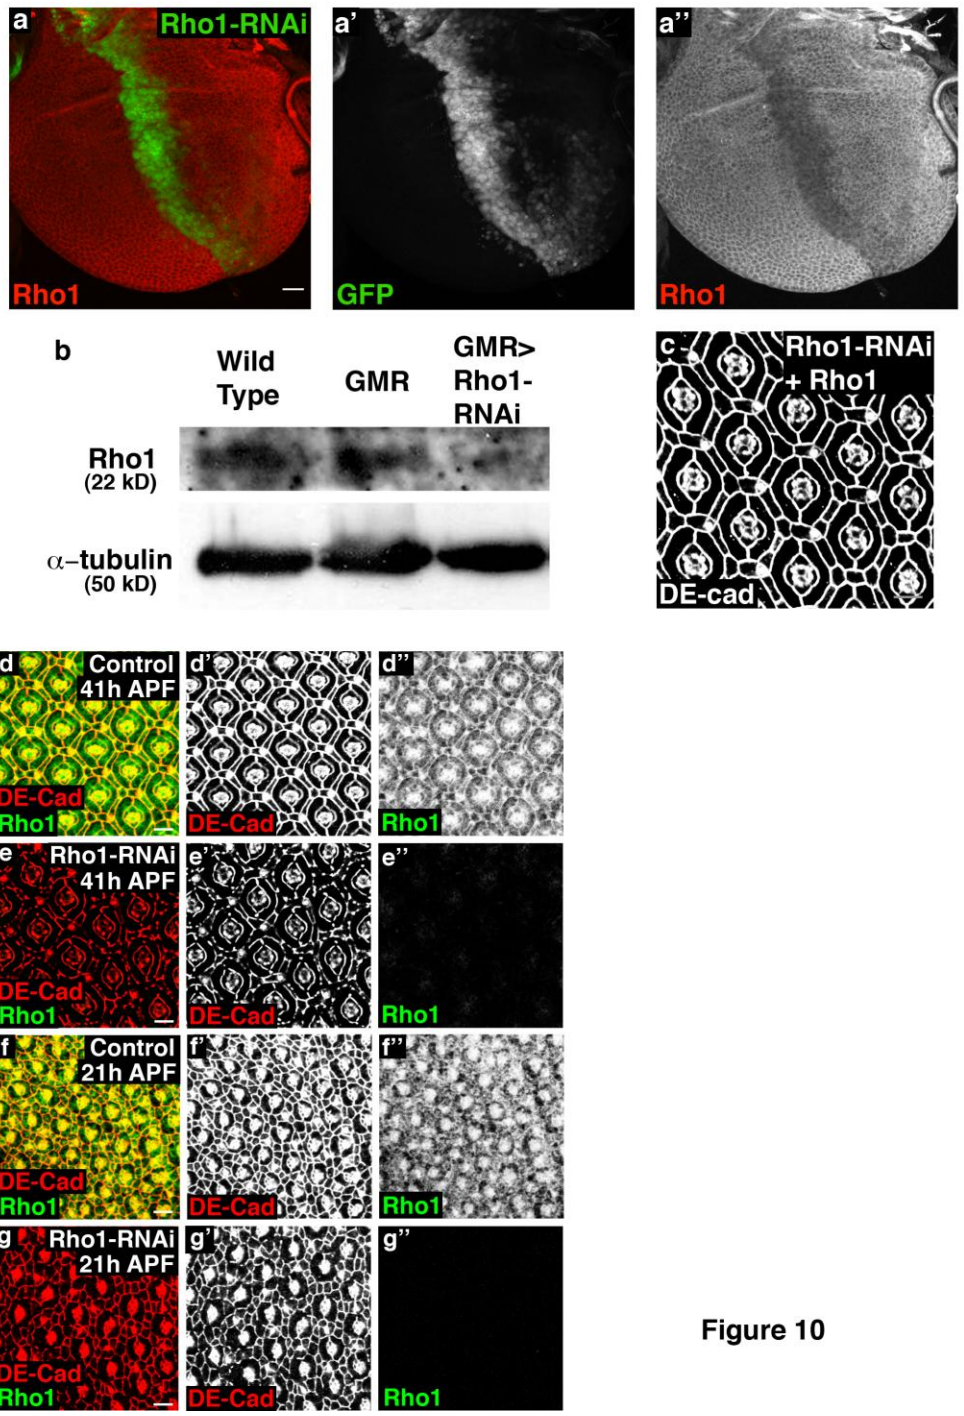 a Rho1-RNAi
Rho1
a'
GFP
a''
Rho1
b
Wild
Type
GMR
GMR>
Rho1-
RNAi
Rho1
(22 kD)
α–tubulin
(50 kD)
c Rho1-RNAi
+ Rho1
DE-cad
d Control
41h APF
DE-Cad
Rho1
d'
DE-Cad
d''
Rho1
e Rho1-RNAi
41h APF
DE-Cad
Rho1
e'
DE-Cad
e''
Rho1
f Control
21h APF
DE-Cad
Rho1
f'
DE-Cad
f''
Rho1
g Rho1-RNAi
21h APF
DE-Cad
Rho1
g'
DE-Cad
g''
Rho1
Figure 10